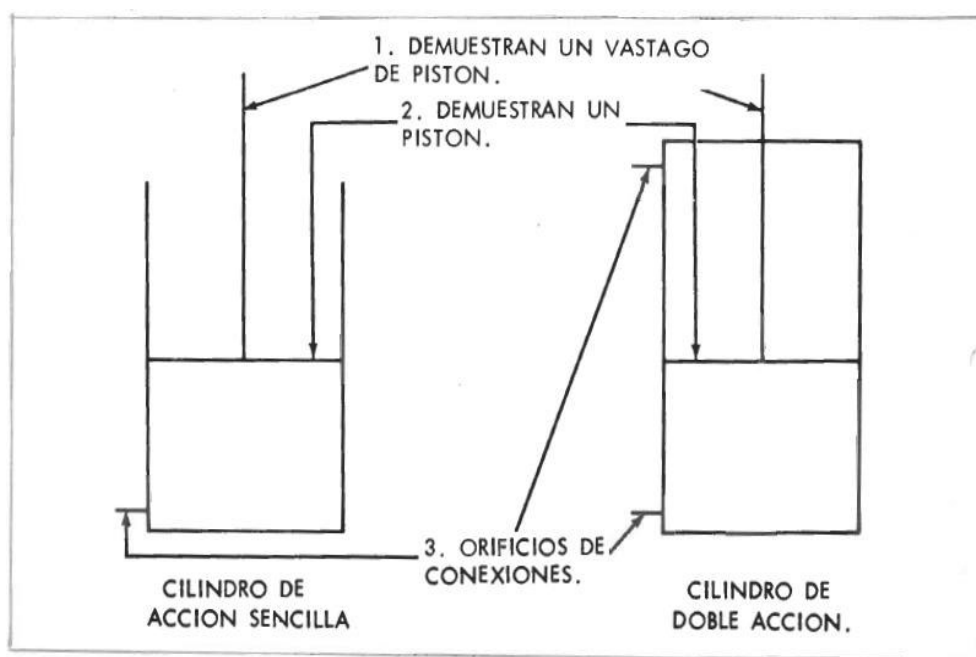 1. DEMUESTRAN UN VASTAGO
DE PISTON.
2. DEMUESTRAN UN
PISTON.
3. ORIFICIOS DE
CONEXIONES.
CILINDRO DE
ACCION SENCILLA
CILINDRO DE
DOBLE ACCION.